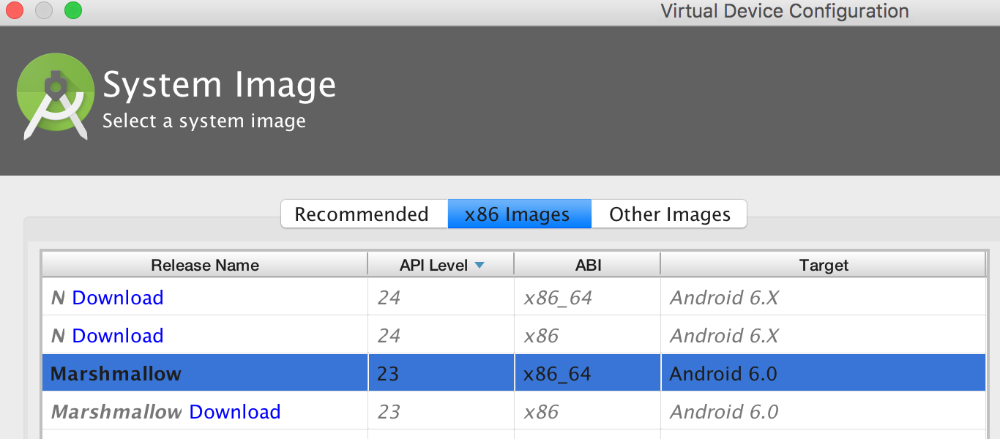 Virtual Device Configuration
System Image
Select a system image
Recommended x86 Images Other Images
Release Name API Level ABI Target
N Download 24 x86_64 Android 6.X
N Download 24 x86 Android 6.X
Marshmallow 23 x86_64 Android 6.0
Marshmallow Download 23 x86 Android 6.0